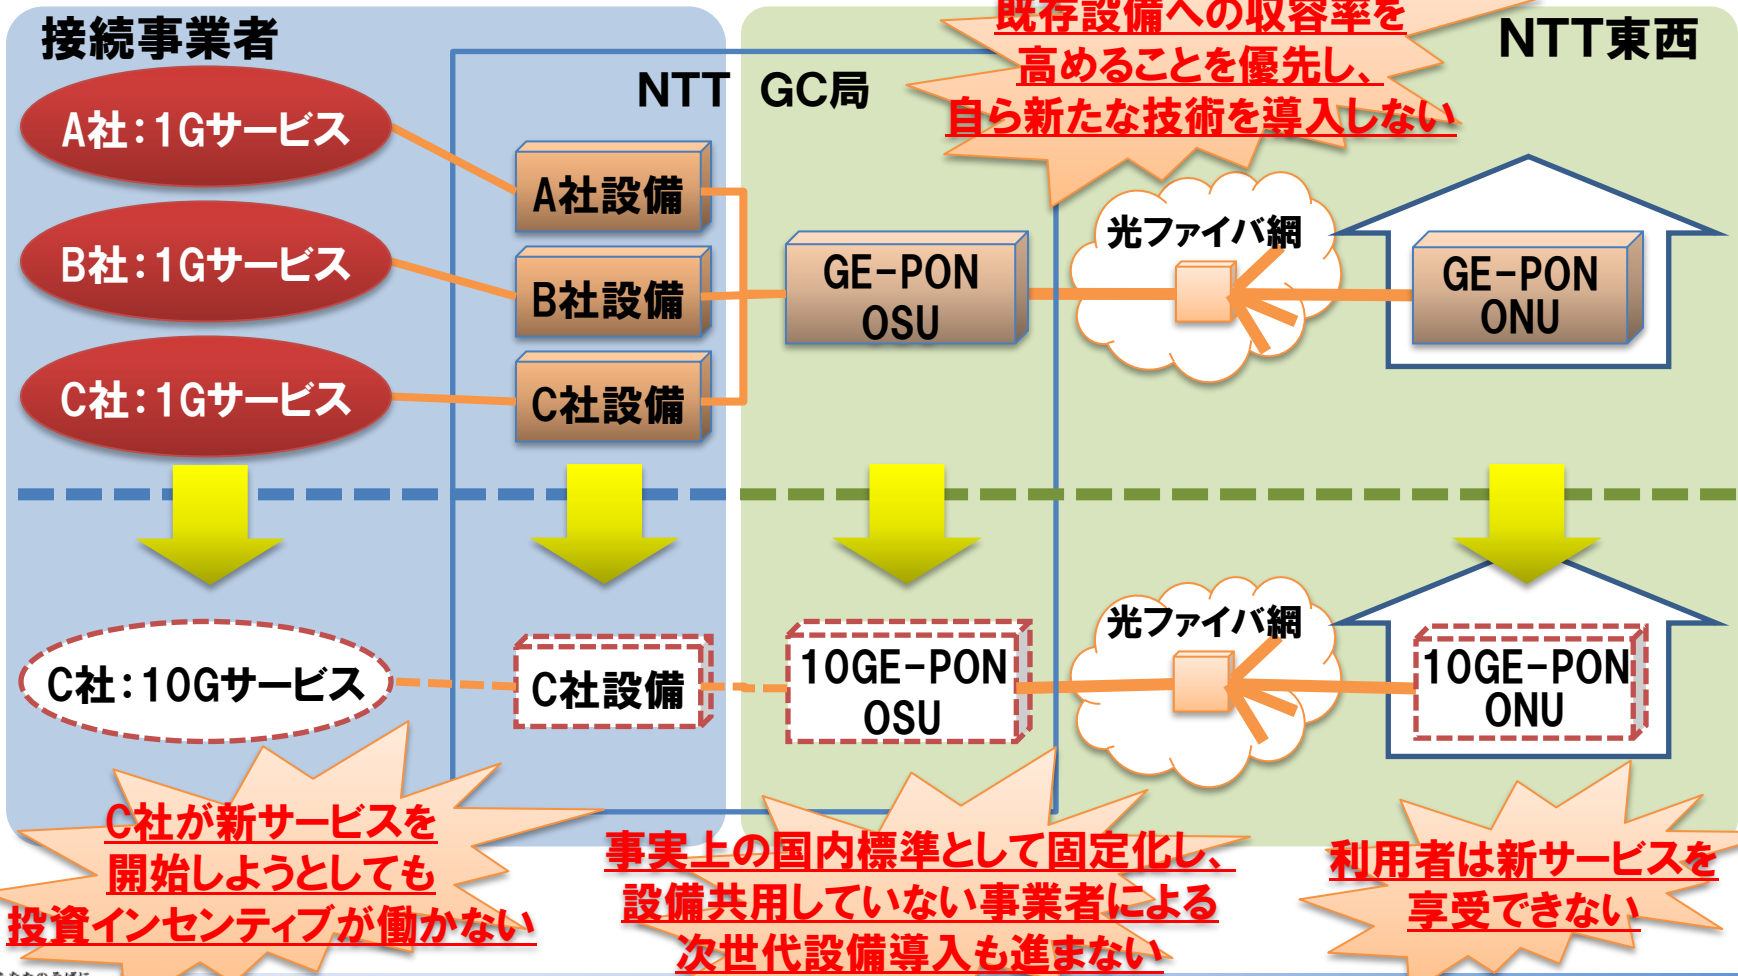 接続事業者
NTT GC局
既存設備への収容率を
高めることを優先し、
自ら新たな技術を導入しない
NTT東西
A社：1Gサービス
B社：1Gサービス
C社：1Gサービス
A社設備
B社設備
C社設備
GE-PON
OSU
光ファイバ網
GE-PON
ONU
C社：10Gサービス
C社設備
10GE-PON
OSU
光ファイバ網
10GE-PON
ONU
C社が新サービスを
開始しようとしても
投資インセンティブが働かない
事実上の国内標準として固定化し、
設備共用していない事業者による
次世代設備導入も進まない
利用者は新サービスを
享受できない